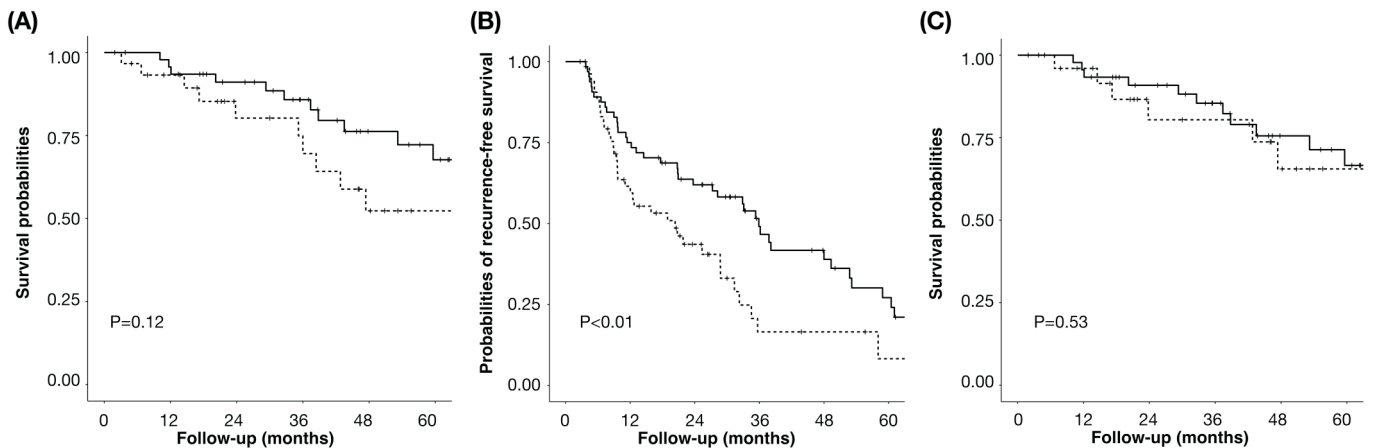 (A)
Survival probabilities
1.00
0.75
0.50
0.25
0.00
P=0.12
0 12 24 36 48 60
Follow-up (months)
(B)
Probabilities of recurrence-free survival
1.00
0.75
0.50
0.25
0.00
P<0.01
0 12 24 36 48 60
Follow-up (months)
(C)
Survival probabilities
1.00
0.75
0.50
0.25
0.00
P=0.53
0 12 24 36 48 60
Follow-up (months)